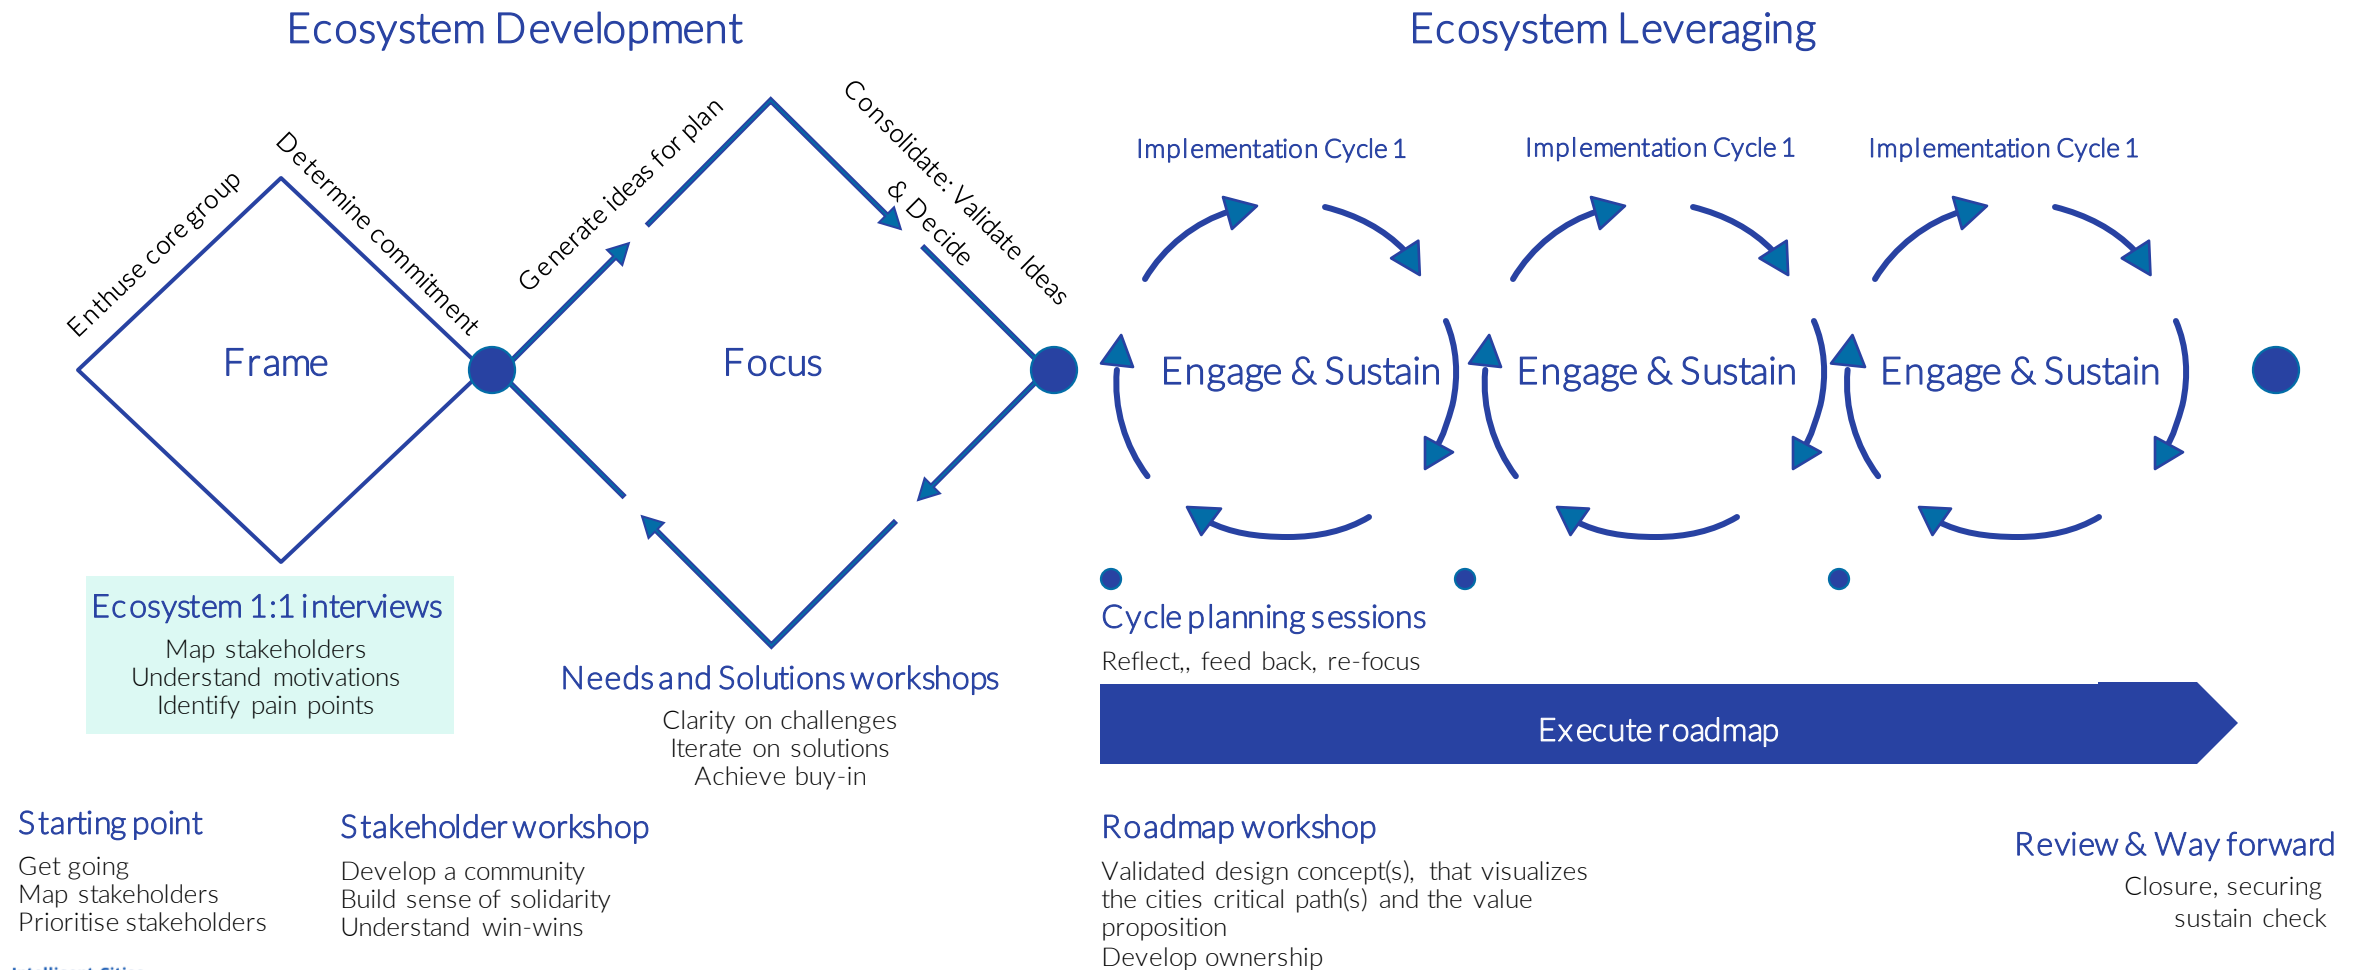 Ecosystem Development
Ecosystem Leveraging
Enthuse core group
Determine commitment
Generate ideas for plan
Consolidate: Validate Ideas
& Decide
Implementation Cycle 1
Implementation Cycle 1
Implementation Cycle 1
Frame
Focus
Engage & Sustain
Engage & Sustain
Engage & Sustain
Ecosystem 1:1 interviews
Map stakeholders
Understand motivations
Identify pain points
Needs and Solutions workshops
Clarity on challenges
Iterate on solutions
Achieve buy-in
Cycle planning sessions
Reflect,, feed back, re-focus
Execute roadmap
Starting point
Get going
Map stakeholders
Prioritise stakeholders
Stakeholder workshop
Develop a community
Build sense of solidarity
Understand win-wins
Roadmap workshop
Validated design concept(s), that visualizes
the cities critical path(s) and the value
proposition
Develop ownership
Review & Way forward
Closure, securing
sustain check